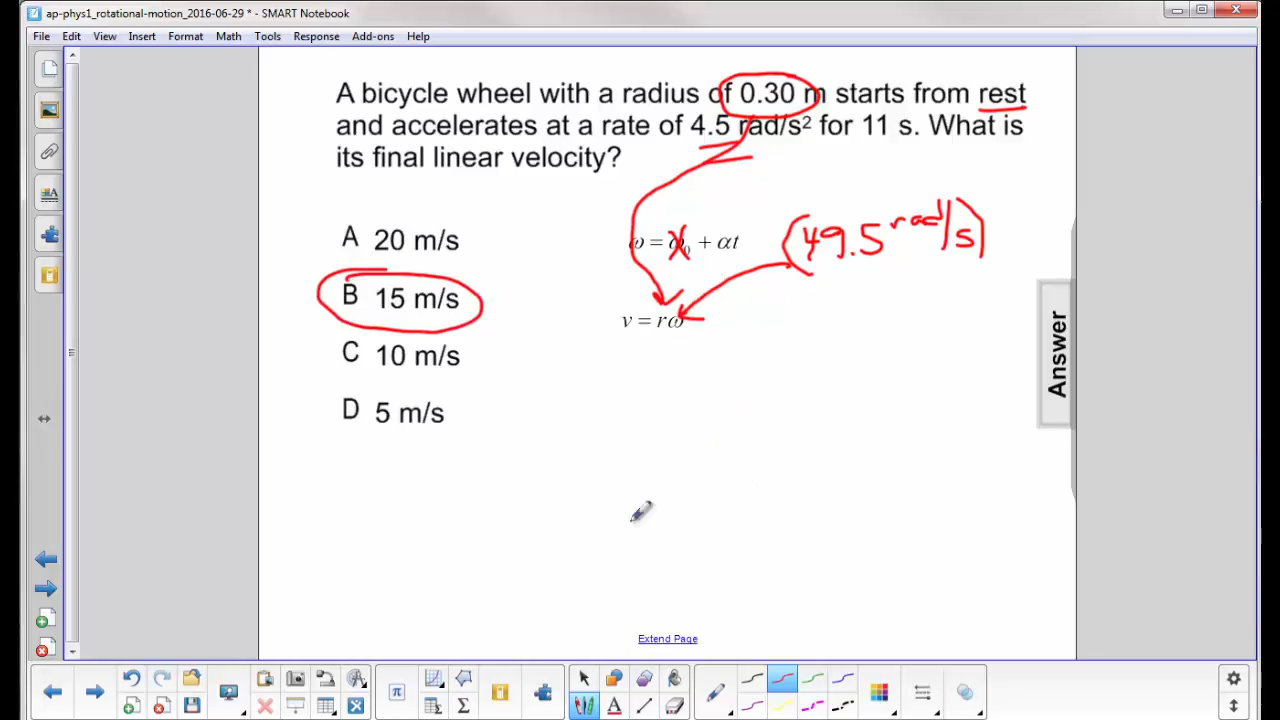 ap-phys1_rotational-motion_2016-06-29 * - SMART Notebook
File Edit View Insert Format Math Tools Response Add-ons Help
A bicycle wheel with a radius of 0.30 m starts from rest
and accelerates at a rate of 4.5 rad/s² for 11 s. What is
its final linear velocity?
A 20 m/s
ω = ω₀ + αt
(49.5 rad/s)
B 15 m/s
v = rω
C 10 m/s
D 5 m/s
Answer
Extend Page